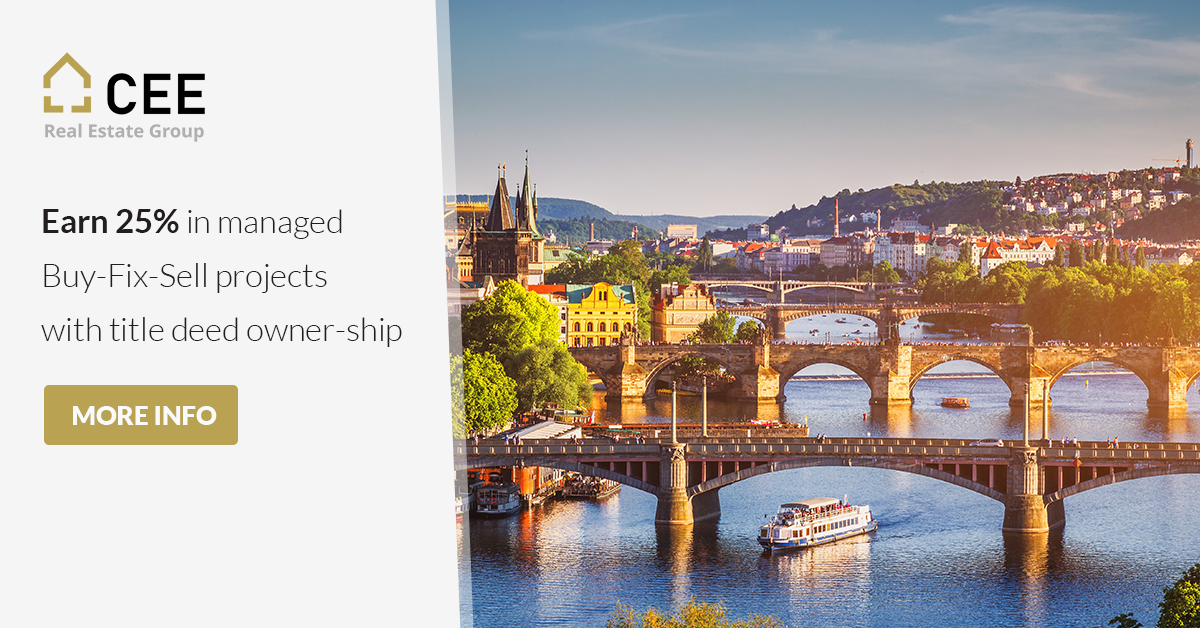 CEE
Real Estate Group
Earn 25% in managed
Buy-Fix-Sell projects
with title deed owner-ship
MORE INFO